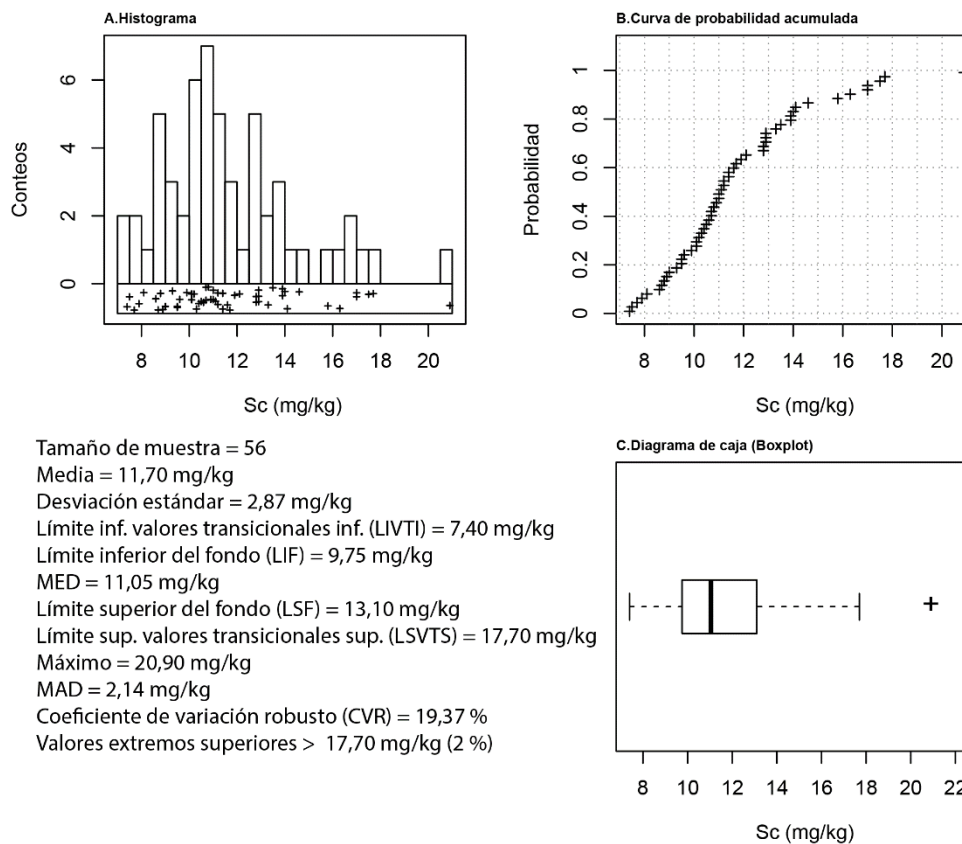 A.Histograma
Conteos
6
4
2
0
8 10 12 14 16 18 20
Sc (mg/kg)
B.Curva de probabilidad acumulada
Probabilidad
1
0.8
0.6
0.4
0.2
0
8 10 12 14 16 18 20
Sc (mg/kg)
Tamaño de muestra = 56
Media = 11,70 mg/kg
Desviación estándar = 2,87 mg/kg
Límite inf. valores transicionales inf. (LIVTI) = 7,40 mg/kg
Límite inferior del fondo (LIF) = 9,75 mg/kg
MED = 11,05 mg/kg
Límite superior del fondo (LSF) = 13,10 mg/kg
Límite sup. valores transicionales sup. (LSVTS) = 17,70 mg/kg
Máximo = 20,90 mg/kg
MAD = 2,14 mg/kg
Coeficiente de variación robusto (CVR) = 19,37 %
Valores extremos superiores > 17,70 mg/kg (2 %)
C.Diagrama de caja (Boxplot)
8 10 12 14 16 18 20 22
Sc (mg/kg)